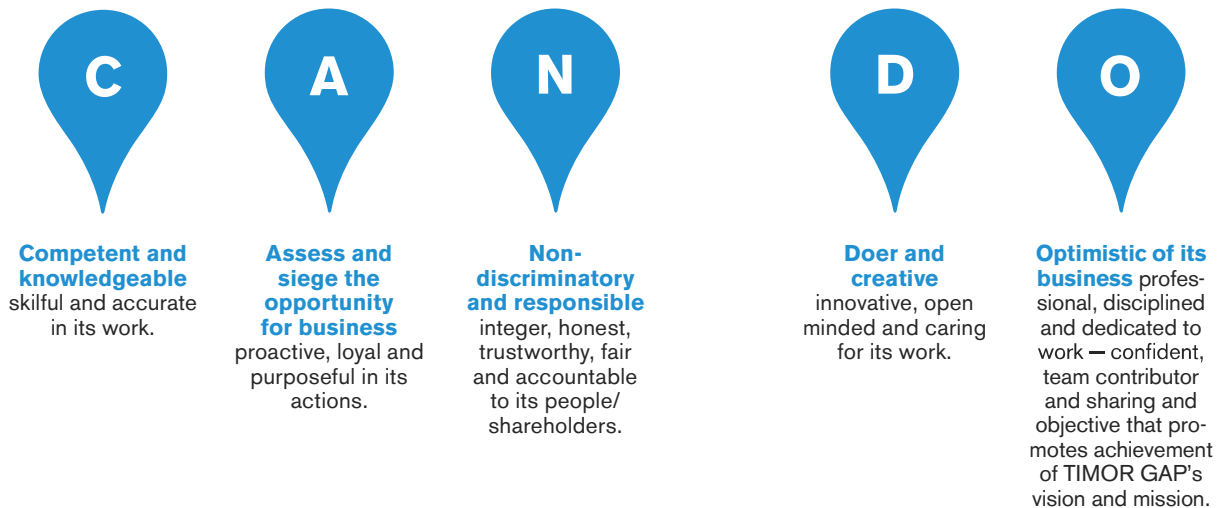 C
Competent and
knowledgeable
skilful and accurate
in its work.
A
Assess and
siege the
opportunity
for business
proactive, loyal and
purposeful in its
actions.
N
Non-
discriminatory
and responsible
integer, honest,
trustworthy, fair
and accountable
to its people/
shareholders.
D
Doer and
creative
innovative, open
minded and caring
for its work.
O
Optimistic of its
business profes-
sional, disciplined
and dedicated to
work — confident,
team contributor
and sharing and
objective that pro-
motes achievement
of TIMOR GAP's
vision and mission.